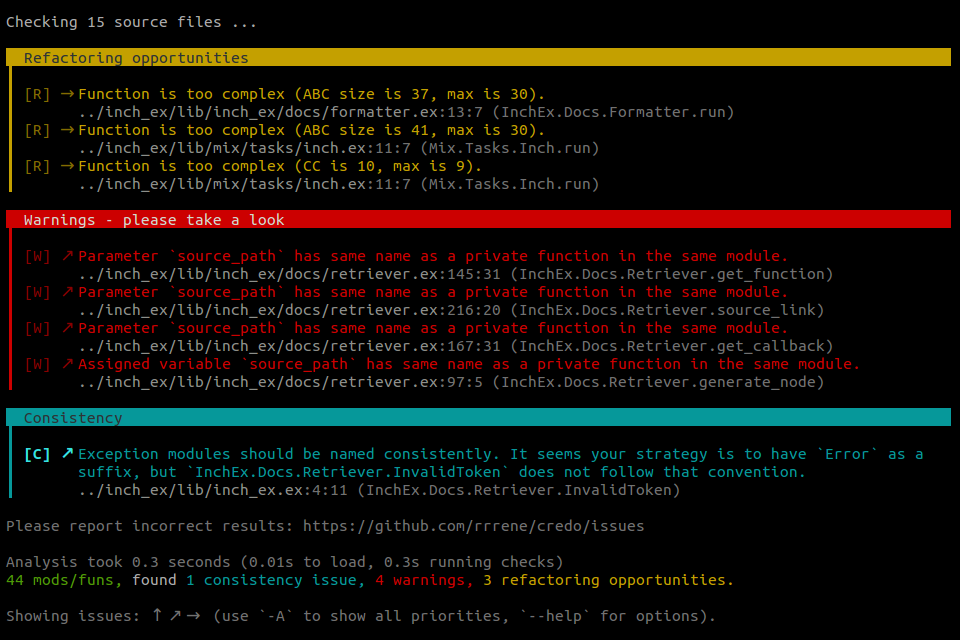 Checking 15 source files ...
Refactoring opportunities
[R] → Function is too complex (ABC size is 37, max is 30).
../inch_ex/lib/inch_ex/docs/formatter.ex:13:7 (InchEx.Docs.Formatter.run)
[R] → Function is too complex (ABC size is 41, max is 30).
../inch_ex/lib/mix/tasks/inch.ex:11:7 (Mix.Tasks.Inch.run)
[R] → Function is too complex (CC is 10, max is 9).
../inch_ex/lib/mix/tasks/inch.ex:11:7 (Mix.Tasks.Inch.run)
Warnings - please take a look
[W] ↗ Parameter `source_path` has same name as a private function in the same module.
../inch_ex/lib/inch_ex/docs/retriever.ex:145:31 (InchEx.Docs.Retriever.get_function)
[W] ↗ Parameter `source_path` has same name as a private function in the same module.
../inch_ex/lib/inch_ex/docs/retriever.ex:216:20 (InchEx.Docs.Retriever.source_link)
[W] ↗ Parameter `source_path` has same name as a private function in the same module.
../inch_ex/lib/inch_ex/docs/retriever.ex:167:31 (InchEx.Docs.Retriever.get_callback)
[W] ↗ Assigned variable `source_path` has same name as a private function in the same module.
../inch_ex/lib/inch_ex/docs/retriever.ex:97:5 (InchEx.Docs.Retriever.generate_node)
Consistency
[C] ↗ Exception modules should be named consistently. It seems your strategy is to have `Error` as a
suffix, but `InchEx.Docs.Retriever.InvalidToken` does not follow that convention.
../inch_ex/lib/inch_ex.ex:4:11 (InchEx.Docs.Retriever.InvalidToken)
Please report incorrect results: https://github.com/rrrene/credo/issues
Analysis took 0.3 seconds (0.01s to load, 0.3s running checks)
44 mods/funs, found 1 consistency issue, 4 warnings, 3 refactoring opportunities.
Showing issues: ↑ ↗ → (use `-A` to show all priorities, `--help` for options).